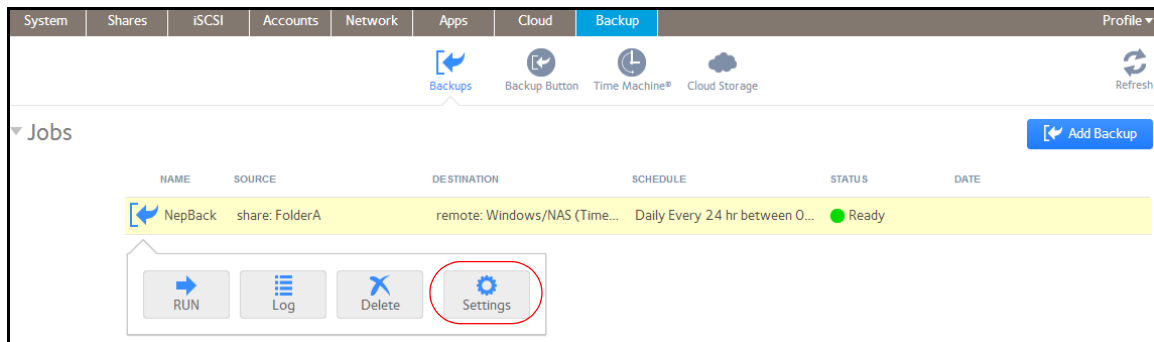 System Shares iSCSI Accounts Network Apps Cloud Backup Profile
Backups Backup Button Time Machine® Cloud Storage Refresh
Jobs Add Backup
NAME SOURCE DESTINATION SCHEDULE STATUS DATE
NepBack share: FolderA remote: Windows/NAS (Time... Daily Every 24 hr between 0... Ready
RUN Log Delete Settings